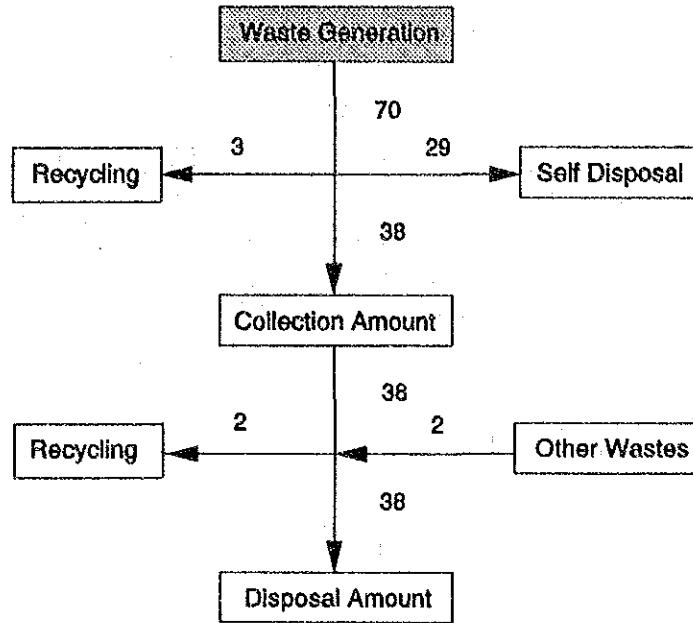 Waste Generation
70
3
29
Recycling
Self Disposal
38
Collection Amount
38
2
2
Recycling
Other Wastes
38
Disposal Amount